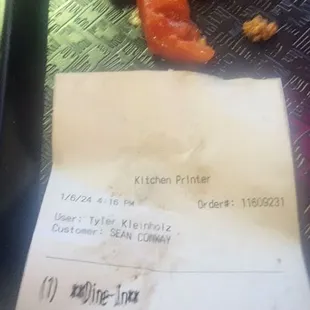 Kitchen Printer
1/6/24 4:16 PM Order#: 11609231
User: Tyler Kleinholz
Customer: SEAN CONWAY
(1) **Dine-In**